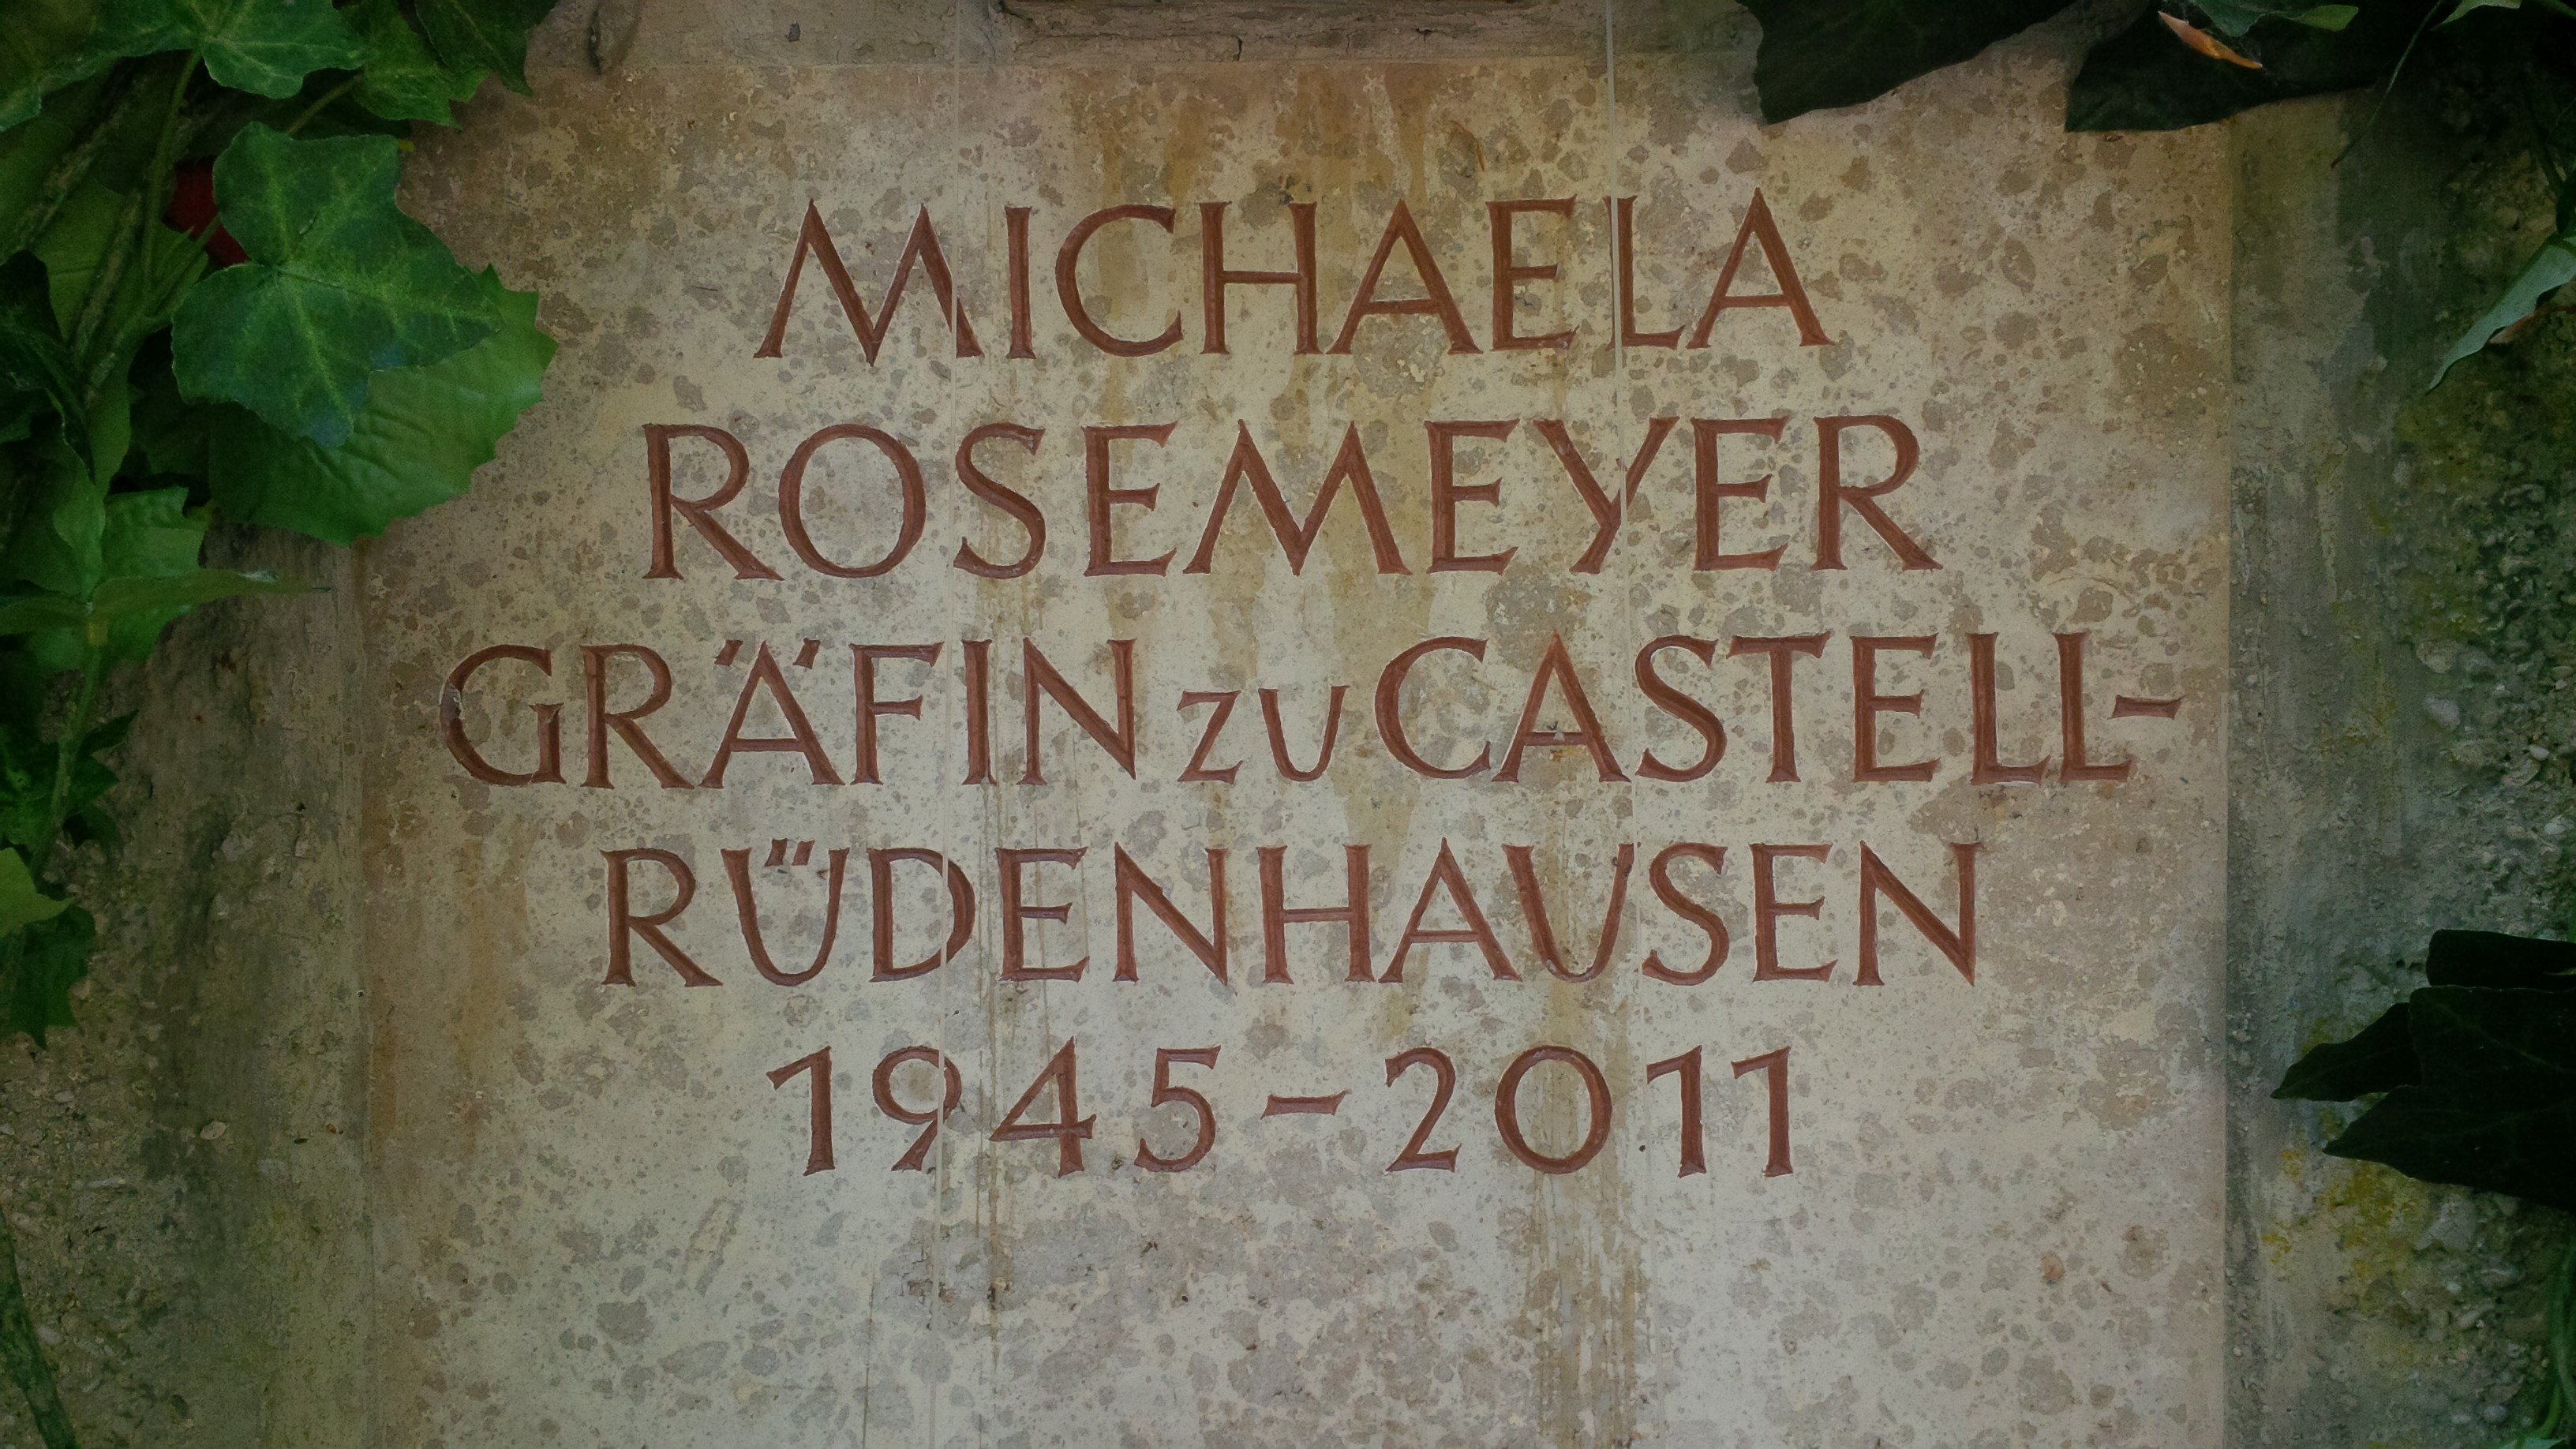 MICHAELA
ROSEMEYER
GRÄFIN ZU CASTELL-
RÜDENHAUSEN
1945-2011